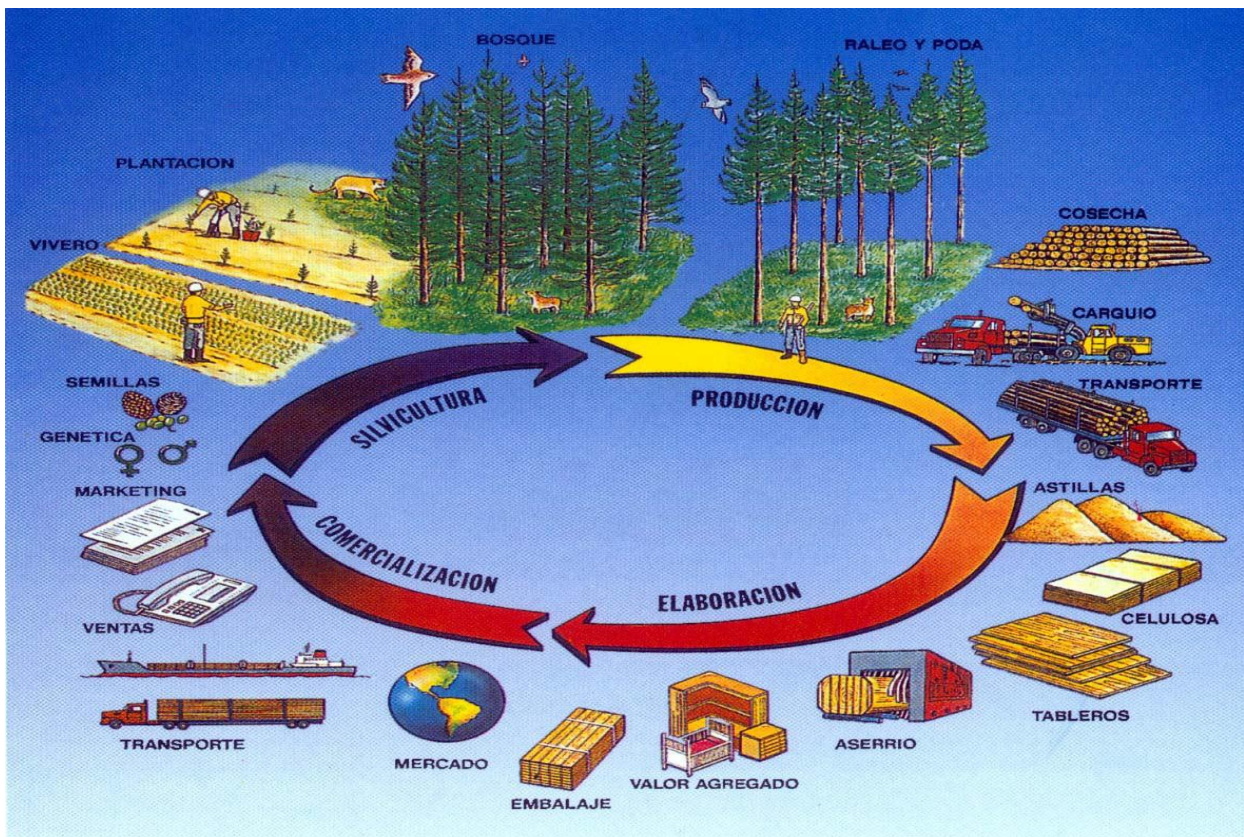 BOSQUE
RALEO Y PODA
PLANTACION
COSECHA
VIVERO
CARGUIO
TRANSPORTE
SEMILLAS
SILVICULTURA
PRODUCCION
GENETICA
MARKETING
ASTILLAS
COMERCIALIZACION
ELABORACION
CELULOSA
VENTAS
TABLEROS
TRANSPORTE
ASERRIO
MERCADO
VALOR AGREGADO
EMBALAJE